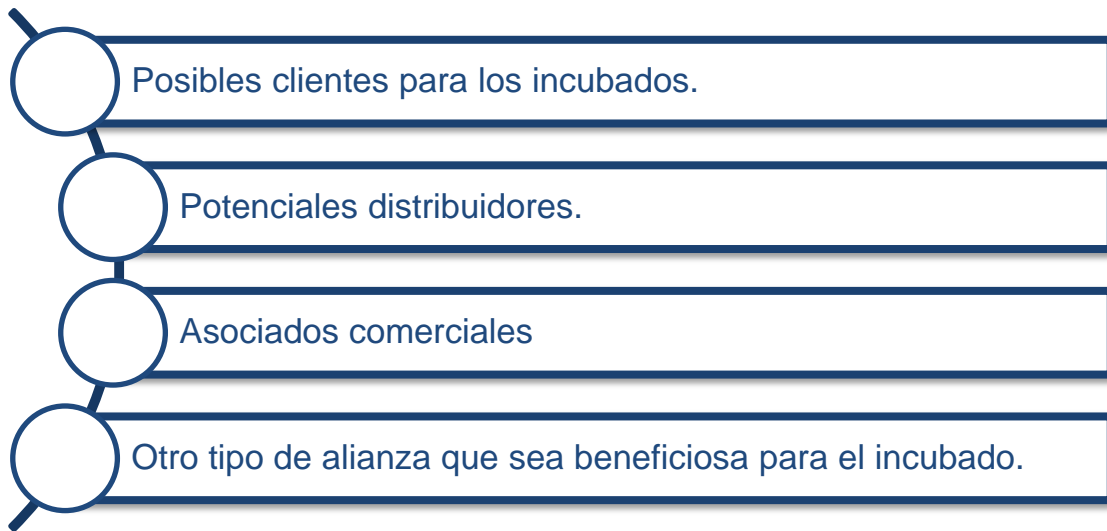 Posibles clientes para los incubados.
Potenciales distribuidores.
Asociados comerciales
Otro tipo de alianza que sea beneficiosa para el incubado.